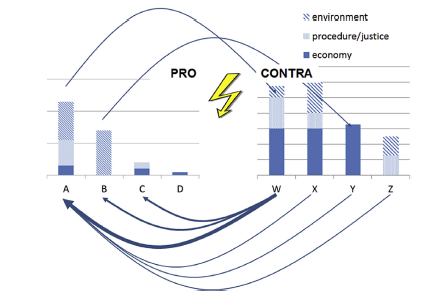 environment
procedure/justice
economy
PRO CONTRA
A B C D W X Y Z